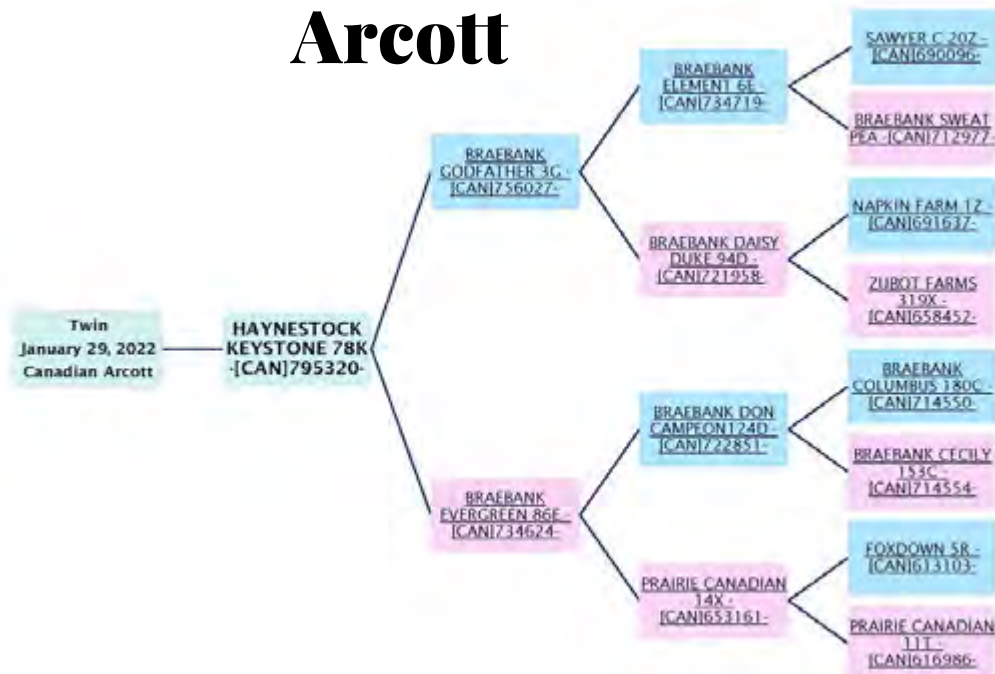 Arcott
Twin
January 29, 2022
Canadian Arcott
HAYNESTOCK
KEYSTONE 78K
-[CAN]795320-
BRAEBANK
GODFATHER 3G -
[CAN]756027-
BRAEBANK
EVERGREEN 86E -
[CAN]734624-
BRAEBANK
ELEMENT 6E -
[CAN]734719-
BRAEBANK DAISY
DUKE 94D -
[CAN]721958-
BRAEBANK DON
CAMPEON124D -
[CAN]722851-
PRAIRIE CANADIAN
14X -
[CAN]653161-
SAWYER C 20Z -
[CAN]690096-
BRAEBANK SWEAT
PEA -[CAN]712977-
NAPKIN FARM 1Z -
[CAN]691637-
ZUBOT FARMS
319X -
[CAN]658452-
BRAEBANK
COLUMBUS 180C -
[CAN]714550-
BRAEBANK CECILY
153C -
[CAN]714554-
FOXDOWN 5R -
[CAN]613103-
PRAIRIE CANADIAN
11T -
[CAN]616986-